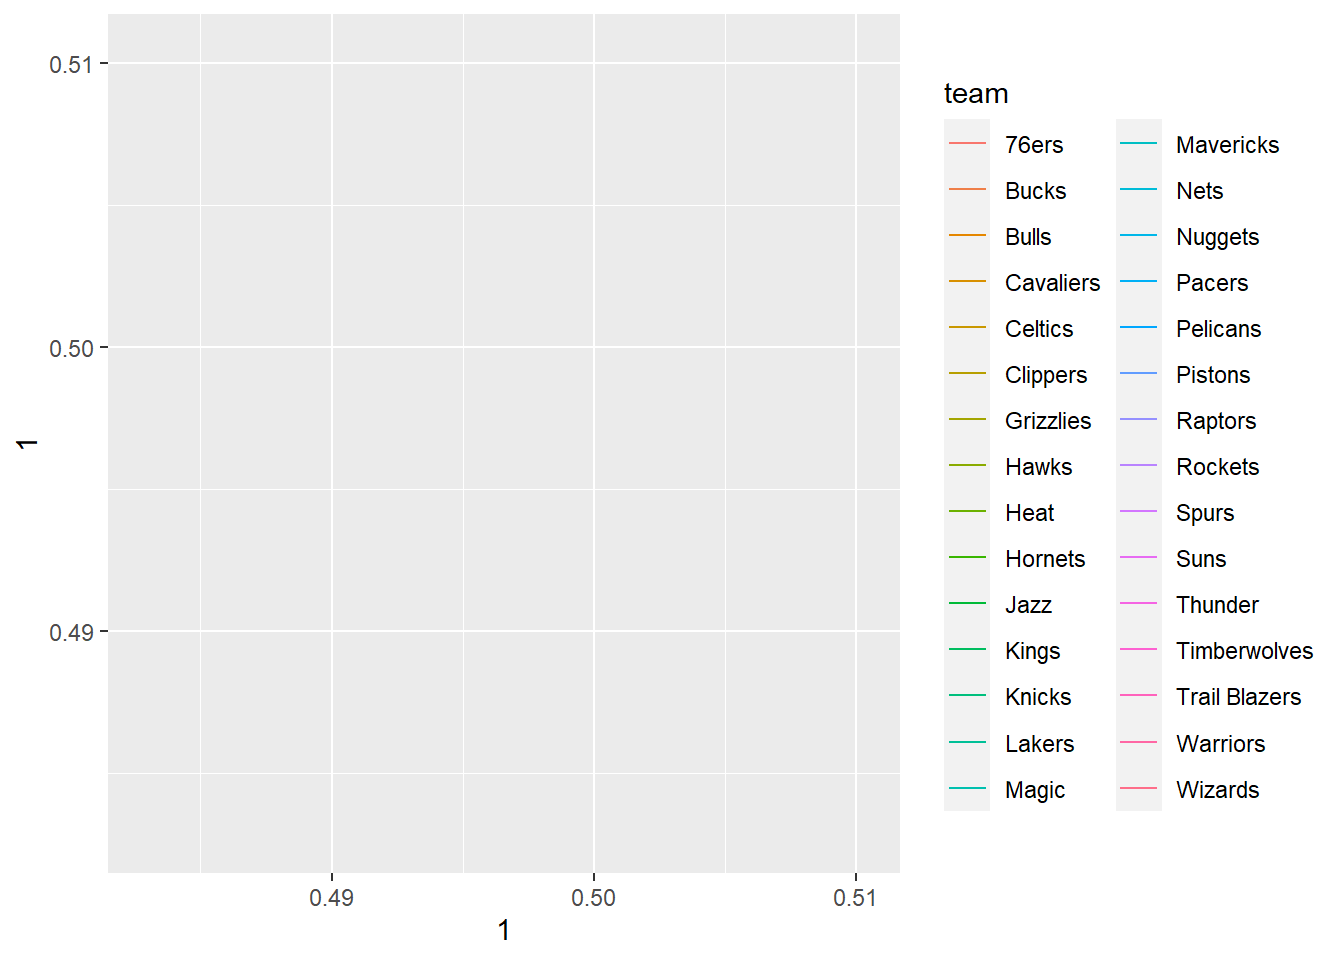 0.51
0.50
0.49
1
0.49 0.50 0.51
1
team
76ers
Bucks
Bulls
Cavaliers
Celtics
Clippers
Grizzlies
Hawks
Heat
Hornets
Jazz
Kings
Knicks
Lakers
Magic
Mavericks
Nets
Nuggets
Pacers
Pelicans
Pistons
Raptors
Rockets
Spurs
Suns
Thunder
Timberwolves
Trail Blazers
Warriors
Wizards